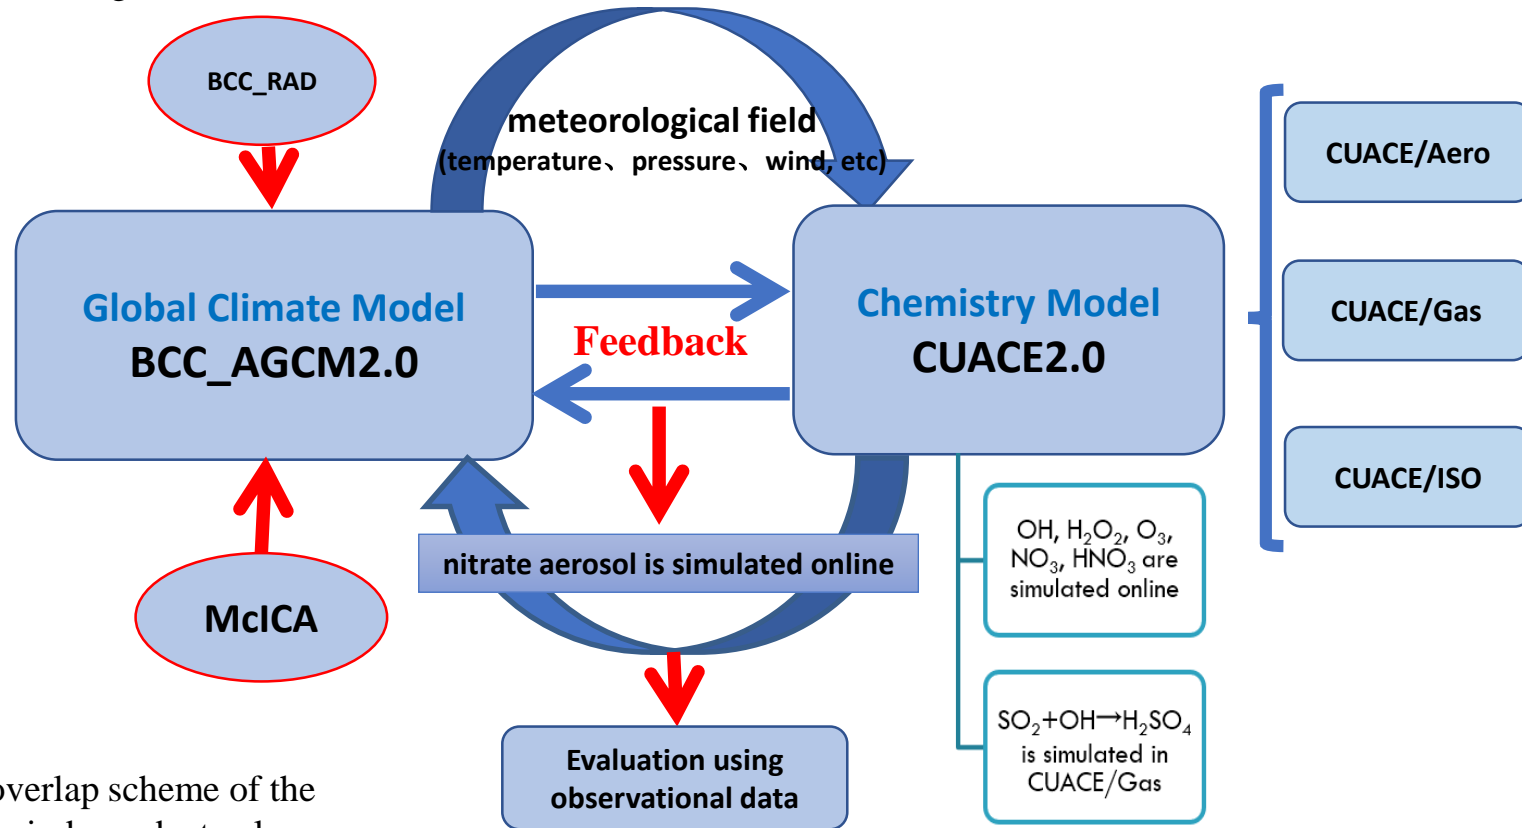 BCC_RAD
meteorological field
(temperature、pressure、wind, etc)
CUACE/Aero
Global Climate Model
BCC_AGCM2.0
Feedback
Chemistry Model
CUACE2.0
CUACE/Gas
CUACE/ISO
nitrate aerosol is simulated online
OH, H₂O₂, O₃,
NO₃, HNO₃ are
simulated online
McICA
SO₂+OH→H₂SO₄
is simulated in
CUACE/Gas
Evaluation using
observational data
overlap scheme of the